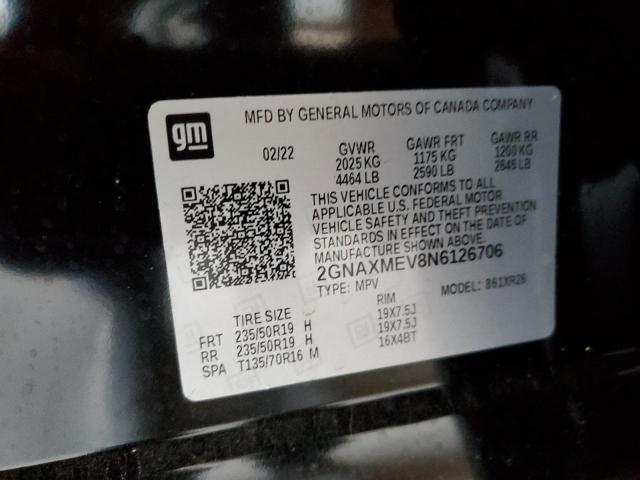 gm
MFD BY GENERAL MOTORS OF CANADA COMPANY
02/22 GVWR GAWR FRT GAWR RR
2025 KG 1175 KG 1200 KG
4464 LB 2590 LB 2645 LB
THIS VEHICLE CONFORMS TO ALL
APPLICABLE U.S. FEDERAL MOTOR
VEHICLE SAFETY AND THEFT PREVENTION
STANDARDS IN EFFECT ON THE DATE OF
MANUFACTURE SHOWN ABOVE.
2GNAXMEV8N6126706
TYPE: MPV MODEL: 861XR26
TIRE SIZE RIM
FRT 235/50R19 H 19X7.5J
RR 235/50R19 H 19X7.5J
SPA T135/70R16 M 16X4BT